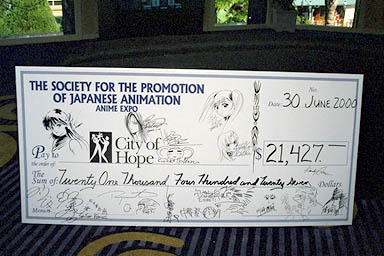 THE SOCIETY FOR THE PROMOTION
OF JAPANESE ANIMATION
ANIME EXPO
No.
Date: 30 June 2000
Pay to
the order of:
City of
Hope
$ 21,427.
The
Sum of: Twenty One Thousand Four Hundred and Twenty Seven Dollars
Memo: